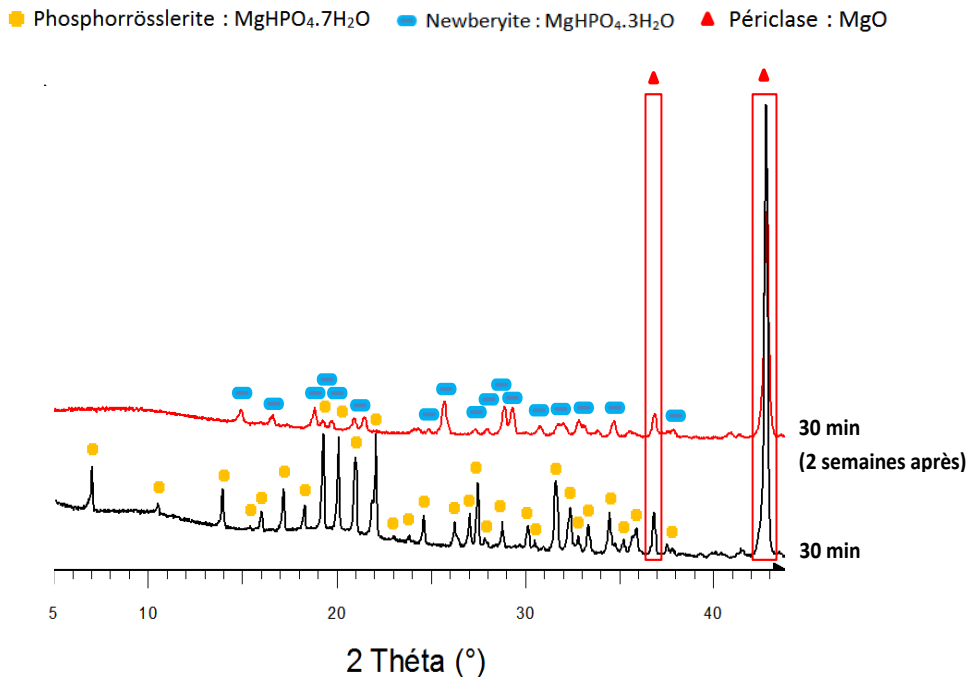 Phosphorrösslerite : MgHPO₄.7H₂O Newberyite : MgHPO₄.3H₂O Périclase : MgO
30 min
(2 semaines après)
30 min
5 10 20 30 40
2 Théta (°)